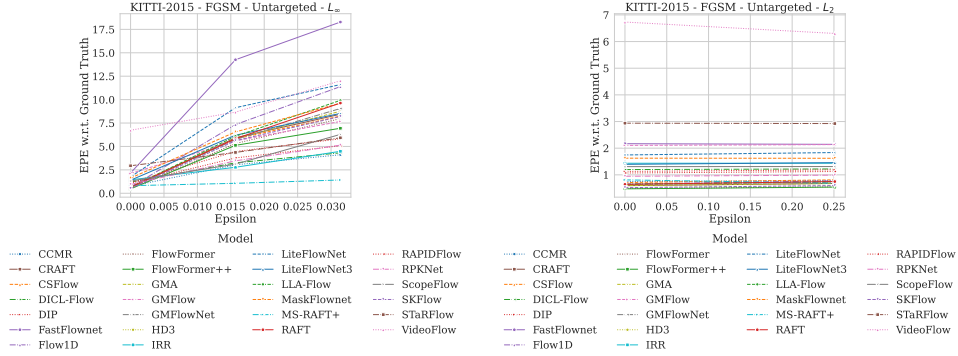 KITTI-2015 - FGSM - Untargeted - L∞
EPE w.r.t. Ground Truth
17.5
15.0
12.5
10.0
7.5
5.0
2.5
0.0
0.000 0.005 0.010 0.015 0.020 0.025 0.030
Epsilon
Model
CCMR FlowFormer LiteFlowNet RAPIDFlow
CRAFT FlowFormer++ LiteFlowNet3 RPKNet
CSFlow GMA LLA-Flow ScopeFlow
DICL-Flow GMFlow MaskFlownet SKFlow
DIP GMFlowNet MS-RAFT+ STaRFlow
FastFlownet HD3 RAFT VideoFlow
Flow1D IRR
KITTI-2015 - FGSM - Untargeted - L2
EPE w.r.t. Ground Truth
7
6
5
4
3
2
1
0.00 0.05 0.10 0.15 0.20 0.25
Epsilon
Model
CCMR FlowFormer LiteFlowNet RAPIDFlow
CRAFT FlowFormer++ LiteFlowNet3 RPKNet
CSFlow GMA LLA-Flow ScopeFlow
DICL-Flow GMFlow MaskFlownet SKFlow
DIP GMFlowNet MS-RAFT+ STaRFlow
FastFlownet HD3 RAFT VideoFlow
Flow1D IRR